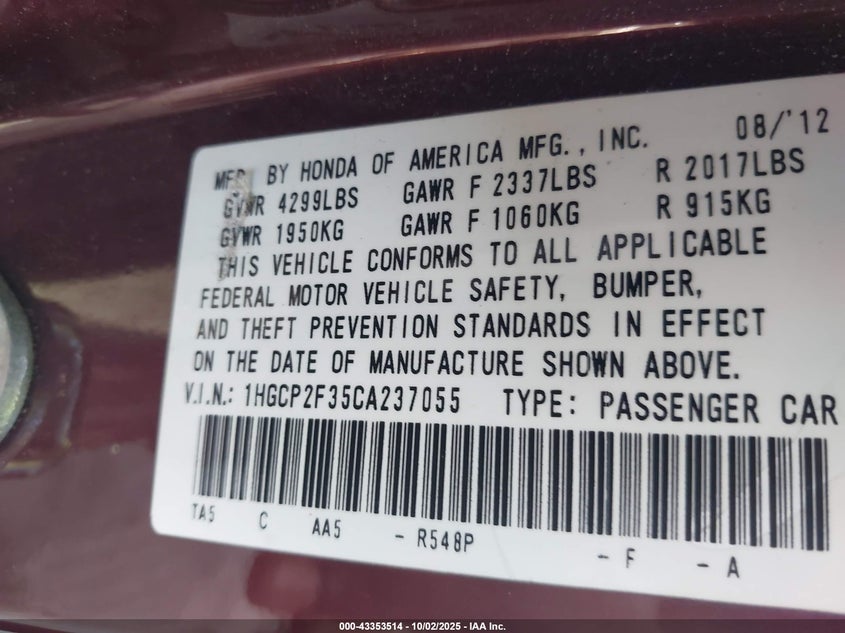 08/'12
MFD. BY HONDA OF AMERICA MFG., INC.
GVWR 4299LBS GAWR F 2337LBS R 2017LBS
GVWR 1950KG GAWR F 1060KG R 915KG
THIS VEHICLE CONFORMS TO ALL APPLICABLE
FEDERAL MOTOR VEHICLE SAFETY, BUMPER,
AND THEFT PREVENTION STANDARDS IN EFFECT
ON THE DATE OF MANUFACTURE SHOWN ABOVE.
V.I.N.: 1HGCP2F35CA237055 TYPE: PASSENGER CAR
TA5 C AA5 - R548P - F - A
000-43353514 - 10/02/2025 - IAA Inc.